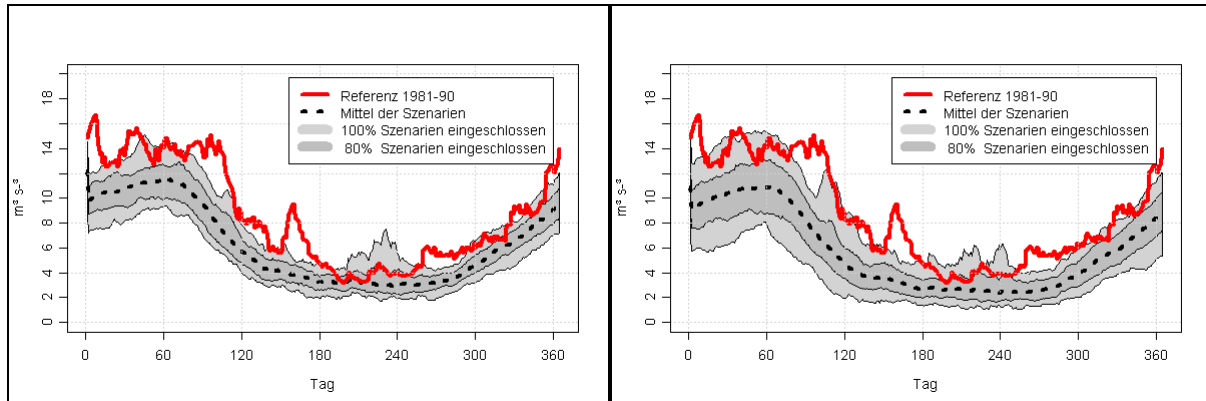 Referenz 1981-90
Mittel der Szenarien
100% Szenarien eingeschlossen
80% Szenarien eingeschlossen
m³ s-³
18
14
10
8
6
4
2
0
0
60
120
180
240
300
360
Tag
Referenz 1981-90
Mittel der Szenarien
100% Szenarien eingeschlossen
80% Szenarien eingeschlossen
m³ s-³
18
14
10
8
6
4
2
0
0
60
120
180
240
300
360
Tag